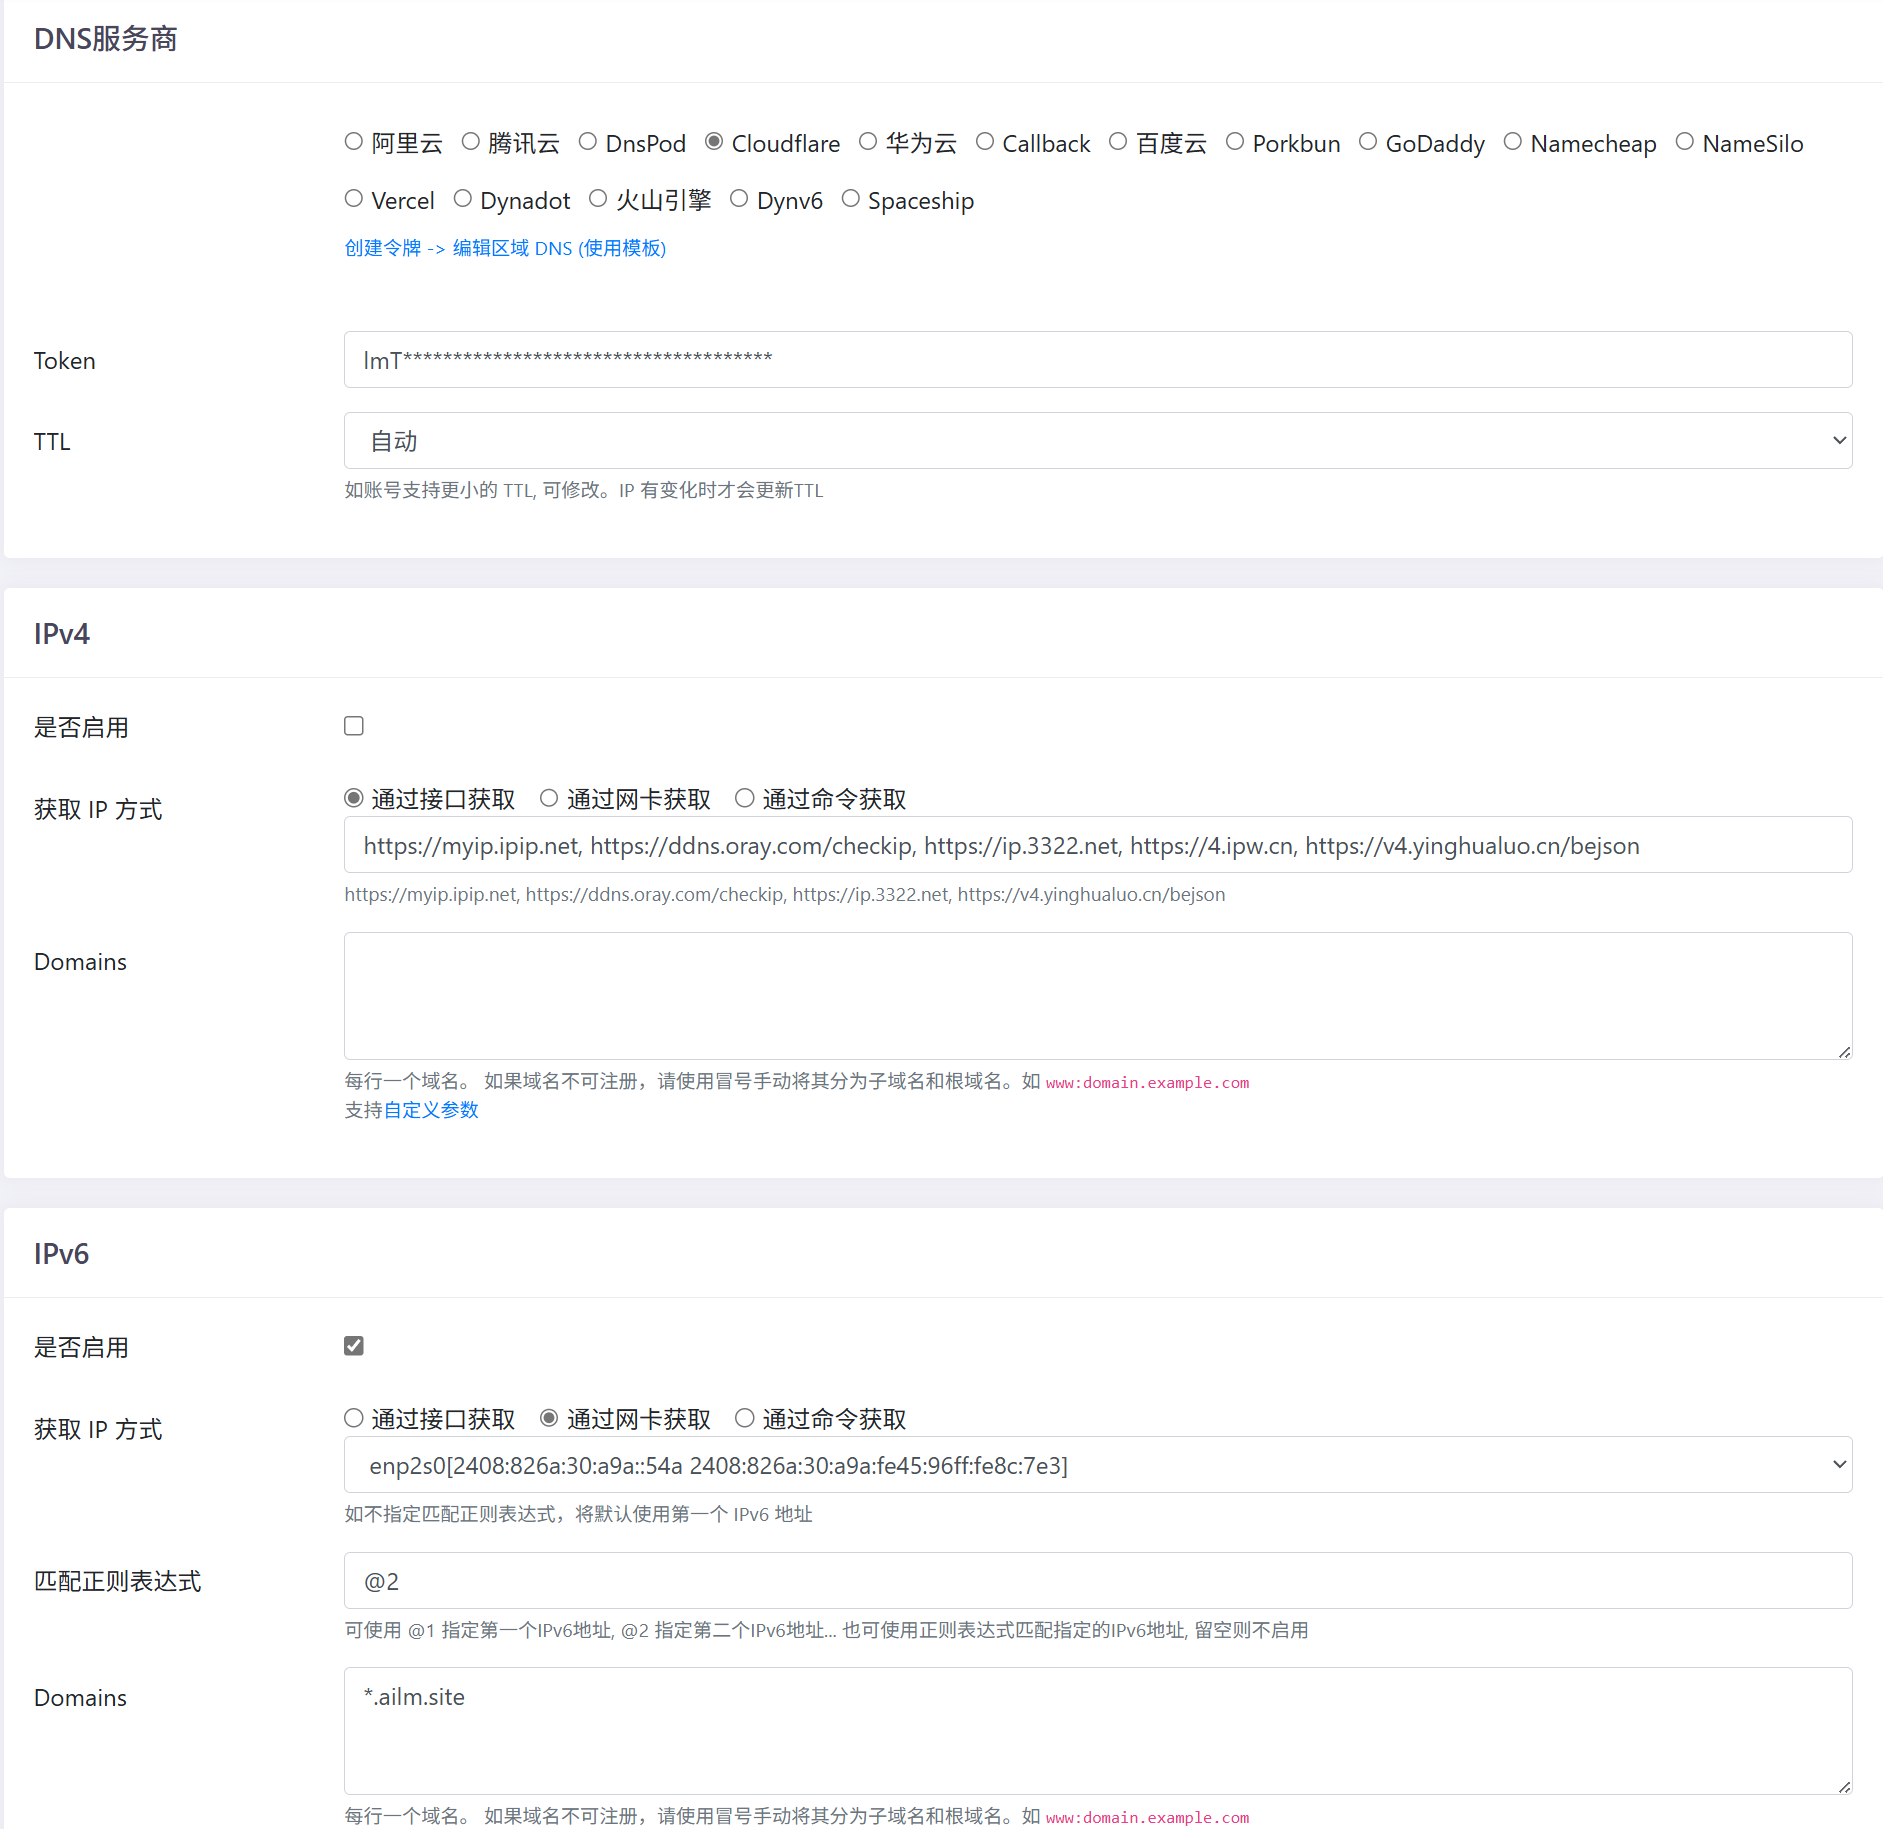 DNS服务商
阿里云 腾讯云 DnsPod Cloudflare 华为云 Callback 百度云 Porkbun GoDaddy Namecheap NameSilo
Vercel Dynadot 火山引擎 Dynv6 Spaceship
创建令牌 -> 编辑区域 DNS (使用模板)
Token lmT*************************************
TTL 自动
如账号支持更小的 TTL, 可修改。IP 有变化时才会更新TTL
IPv4
是否启用
获取 IP 方式 通过接口获取 通过网卡获取 通过命令获取
https://myip.ipip.net, https://ddns.oray.com/checkip, https://ip.3322.net, https://4.ipw.cn, https://v4.yinghualuo.cn/bejson
https://myip.ipip.net, https://ddns.oray.com/checkip, https://ip.3322.net, https://v4.yinghualuo.cn/bejson
Domains
每行一个域名。 如果域名不可注册，请使用冒号手动将其分为子域名和根域名。如 www:domain.example.com
支持自定义参数
IPv6
是否启用
获取 IP 方式 通过接口获取 通过网卡获取 通过命令获取
enp2s0[2408:826a:30:a9a::54a 2408:826a:30:a9a:fe45:96ff:fe8c:7e3]
如不指定匹配正则表达式，将默认使用第一个 IPv6 地址
匹配正则表达式 @2
可使用 @1 指定第一个IPv6地址, @2 指定第二个IPv6地址... 也可使用正则表达式匹配指定的IPv6地址, 留空则不启用
Domains *.ailm.site
每行一个域名。 如果域名不可注册，请使用冒号手动将其分为子域名和根域名。如 www:domain.example.com